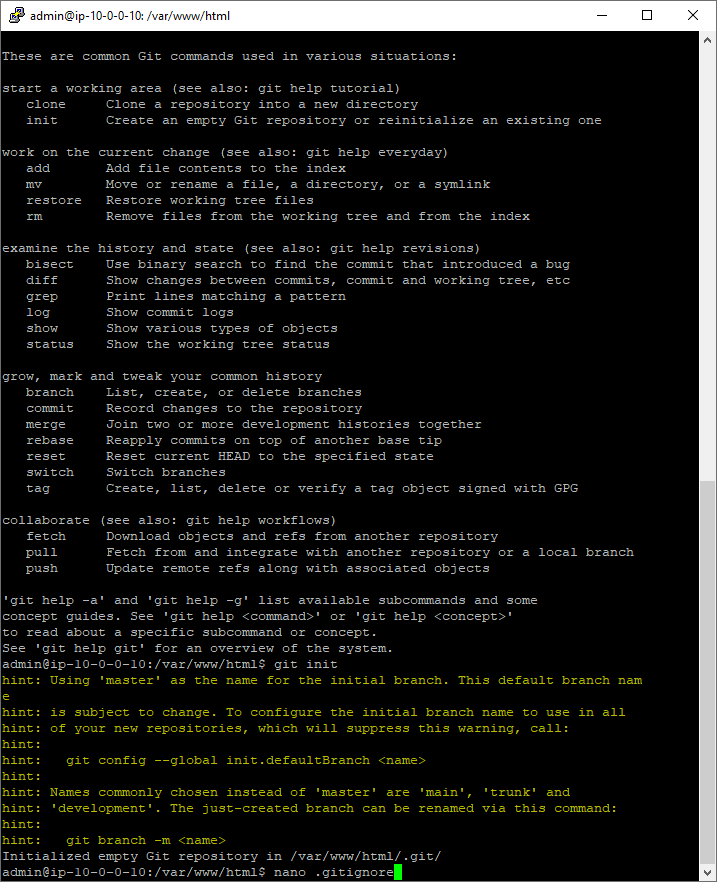 admin@ip-10-0-0-10: /var/www/html
These are common Git commands used in various situations:
start a working area (see also: git help tutorial)
   clone     Clone a repository into a new directory
   init      Create an empty Git repository or reinitialize an existing one
work on the current change (see also: git help everyday)
   add       Add file contents to the index
   mv        Move or rename a file, a directory, or a symlink
   restore   Restore working tree files
   rm        Remove files from the working tree and from the index
examine the history and state (see also: git help revisions)
   bisect    Use binary search to find the commit that introduced a bug
   diff      Show changes between commits, commit and working tree, etc
   grep      Print lines matching a pattern
   log       Show commit logs
   show      Show various types of objects
   status    Show the working tree status
grow, mark and tweak your common history
   branch    List, create, or delete branches
   commit    Record changes to the repository
   merge     Join two or more development histories together
   rebase    Reapply commits on top of another base tip
   reset     Reset current HEAD to the specified state
   switch    Switch branches
   tag       Create, list, delete or verify a tag object signed with GPG
collaborate (see also: git help workflows)
   fetch     Download objects and refs from another repository
   pull      Fetch from and integrate with another repository or a local branch
   push      Update remote refs along with associated objects
'git help -a' and 'git help -g' list available subcommands and some
concept guides. See 'git help <command>' or 'git help <concept>'
to read about a specific subcommand or concept.
See 'git help git' for an overview of the system.
admin@ip-10-0-0-10:/var/www/html$ git init
hint: Using 'master' as the name for the initial branch. This default branch nam
e
hint: is subject to change. To configure the initial branch name to use in all
hint: of your new repositories, which will suppress this warning, call:
hint:
hint:   git config --global init.defaultBranch <name>
hint:
hint: Names commonly chosen instead of 'master' are 'main', 'trunk' and
hint: 'development'. The just-created branch can be renamed via this command:
hint:
hint:   git branch -m <name>
Initialized empty Git repository in /var/www/html/.git/
admin@ip-10-0-0-10:/var/www/html$ nano .gitignore